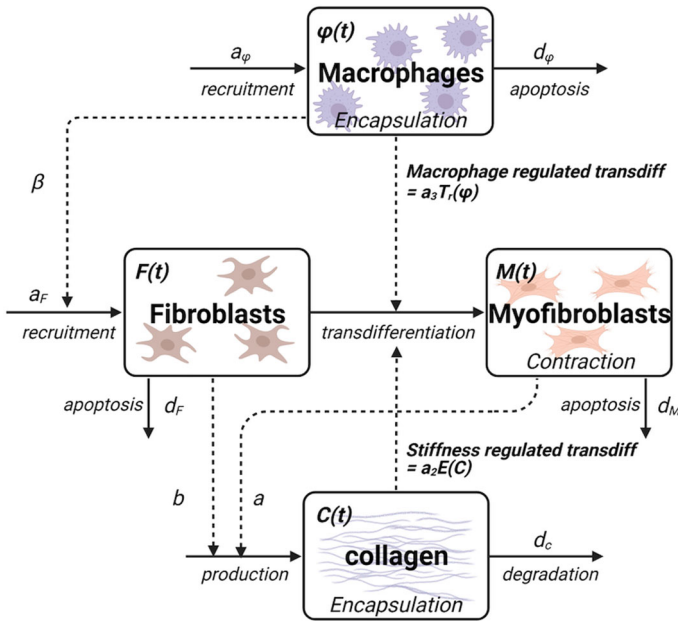 φ(t)
aφ
recruitment
Macrophages
Encapsulation
dφ
apoptosis
β
Macrophage regulated transdiff
= a₃Tᵣ(φ)
aF
recruitment
F(t)
Fibroblasts
transdifferentiation
M(t)
Myofibroblasts
Contraction
apoptosis
dF
apoptosis
dM
Stiffness regulated transdiff
= a₂E(C)
b
a
production
C(t)
collagen
Encapsulation
dc
degradation